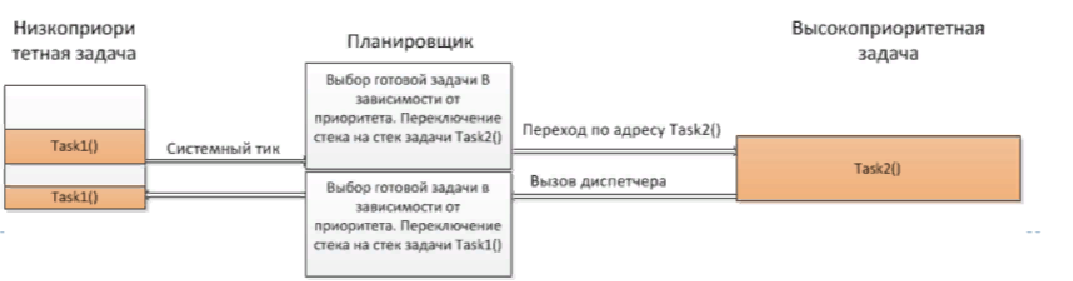 Низкоприори
тетная задача
Планировщик
Высокоприоритетная
задача
Выбор готовой задачи В
зависимости от
приоритета. Переключение
стека на стек задачи Task2()
Task1()
Системный тик
Переход по адресу Task2()
Task2()
Вызов диспетчера
Task1()
Выбор готовой задачи в
зависимости от
приоритета. Переключение
стека на стек задачи Task1()